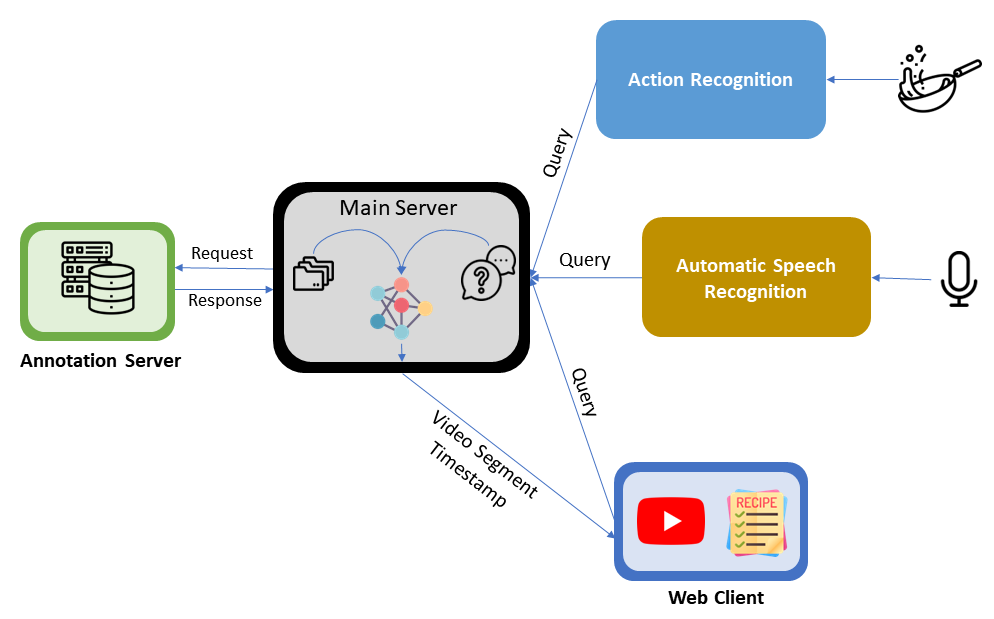 Action Recognition
Query
Main Server
Request
Response
Annotation Server
Query
Automatic Speech
Recognition
Query
Video Segment
Timestamp
RECIPE
Web Client